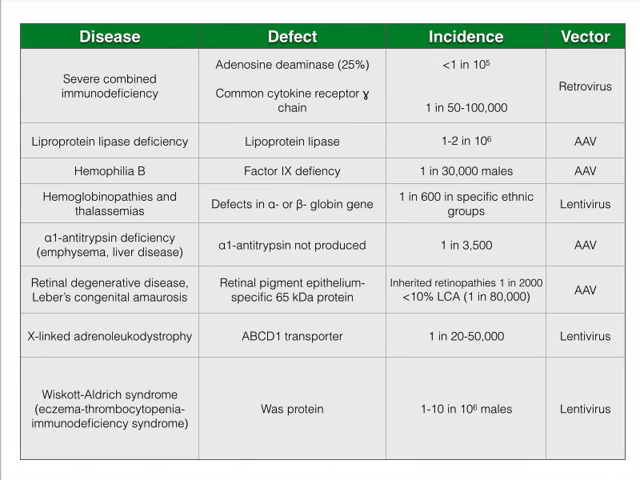 Disease Defect Incidence Vector
Severe combined
immunodeficiency
Adenosine deaminase (25%)
Common cytokine receptor ɣ
chain
<1 in 10⁵
1 in 50-100,000
Retrovirus
Liproprotein lipase deficiency
Lipoprotein lipase
1-2 in 10⁶
AAV
Hemophilia B
Factor IX defiency
1 in 30,000 males
AAV
Hemoglobinopathies and
thalassemias
Defects in α- or β- globin gene
1 in 600 in specific ethnic
groups
Lentivirus
α1-antitrypsin deficiency
(emphysema, liver disease)
α1-antitrypsin not produced
1 in 3,500
AAV
Retinal degenerative disease,
Leber's congenital amaurosis
Retinal pigment epithelium-
specific 65 kDa protein
Inherited retinopathies 1 in 2000
<10% LCA (1 in 80,000)
AAV
X-linked adrenoleukodystrophy
ABCD1 transporter
1 in 20-50,000
Lentivirus
Wiskott-Aldrich syndrome
(eczema-thrombocytopenia-
immunodeficiency syndrome)
Was protein
1-10 in 10⁶ males
Lentivirus